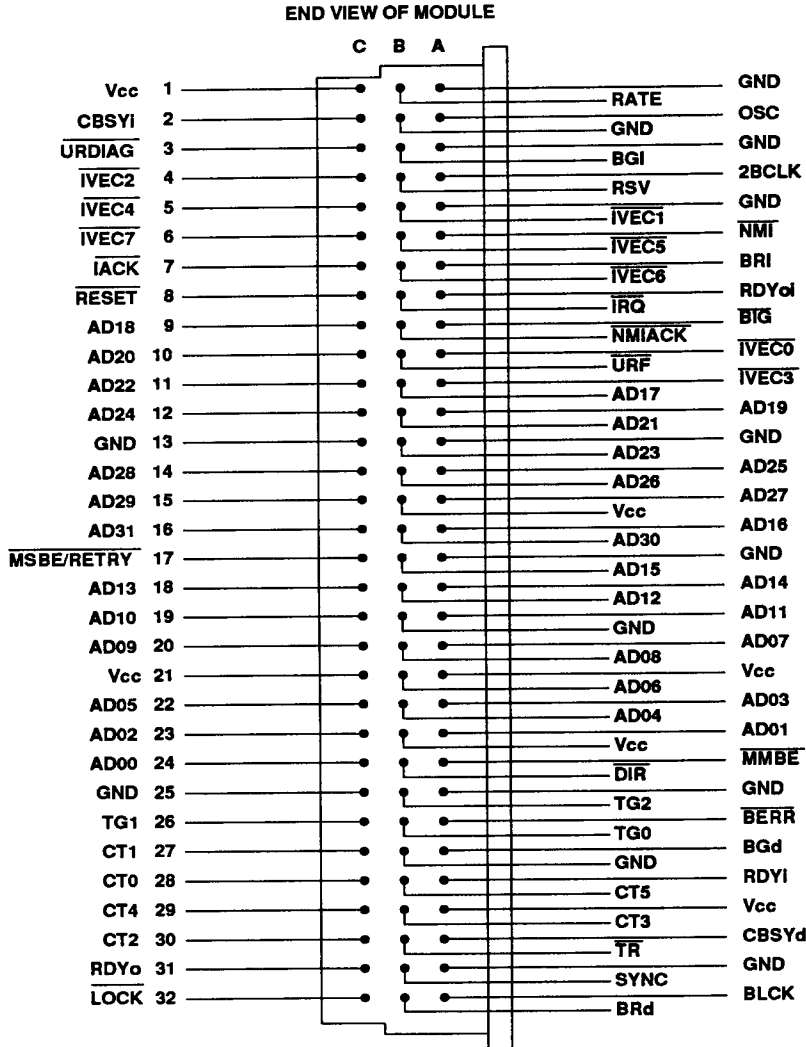 END VIEW OF MODULE
C B A
Vcc 1 GND
RATE
CBSYi 2 OSC
GND
URDIAG 3 GND
BGI
IVEC2 4 2BCLK
RSV
IVEC4 5 GND
IVEC1
IVEC7 6 NMI
IVEC5
IACK 7 BRI
IVEC6
RESET 8 RDYoi
IRQ
AD18 9 BIG
NMIACK
AD20 10 IVEC0
URF
AD22 11 IVEC3
AD17
AD24 12 AD19
AD21
GND 13 GND
AD23
AD28 14 AD25
AD26
AD29 15 AD27
Vcc
AD31 16 AD16
AD30
MSBE/RETRY 17 GND
AD15
AD13 18 AD14
AD12
AD10 19 AD11
GND
AD09 20 AD07
AD08
Vcc 21 Vcc
AD06
AD05 22 AD03
AD04
AD02 23 AD01
Vcc
AD00 24 MMBE
DIR
GND 25 GND
TG2
TG1 26 BERR
TG0
CT1 27 BGd
GND
CT0 28 RDYi
CT5
CT4 29 Vcc
CT3
CT2 30 CBSYd
TR
RDYo 31 GND
SYNC
LOCK 32 BLCK
BRd